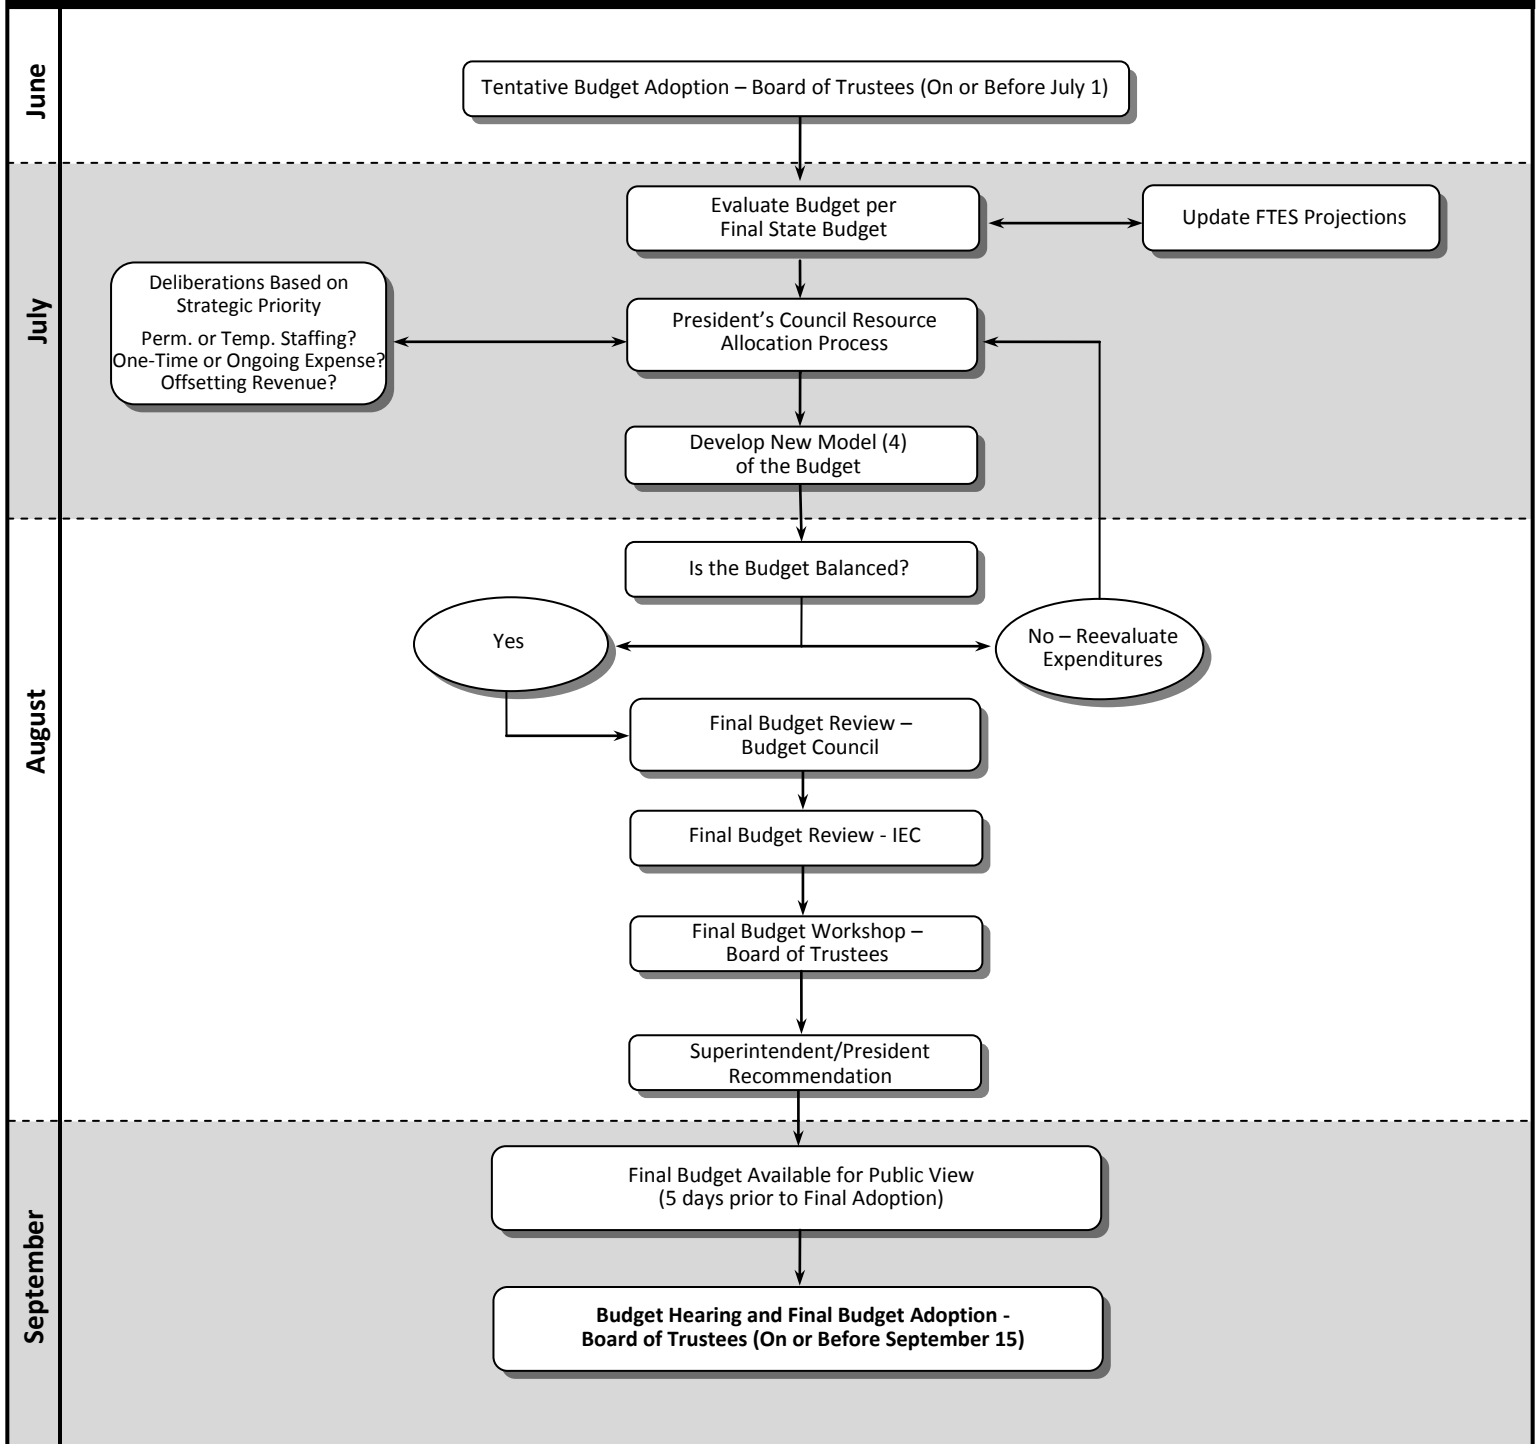 June
Tentative Budget Adoption – Board of Trustees (On or Before July 1)
July
Evaluate Budget per
Final State Budget
Update FTES Projections
Deliberations Based on
Strategic Priority
Perm. or Temp. Staffing?
One-Time or Ongoing Expense?
Offsetting Revenue?
President’s Council Resource
Allocation Process
Develop New Model (4)
of the Budget
August
Is the Budget Balanced?
Yes
No – Reevaluate
Expenditures
Final Budget Review –
Budget Council
Final Budget Review - IEC
Final Budget Workshop –
Board of Trustees
Superintendent/President
Recommendation
September
Final Budget Available for Public View
(5 days prior to Final Adoption)
Budget Hearing and Final Budget Adoption -
Board of Trustees (On or Before September 15)